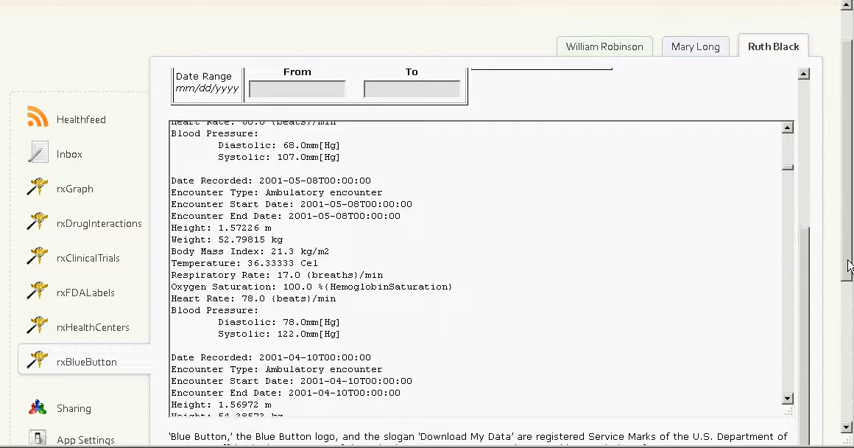 William Robinson
Mary Long
Ruth Black
Date Range
mm/dd/yyyy
From
To
Healthfeed
Inbox
rxGraph
rxDrugInteractions
rxClinicalTrials
rxFDALabels
rxHealthCenters
rxBlueButton
Sharing
App Settings
Heart Rate: 60.0 (beats)/min
Blood Pressure:
Diastolic: 68.0mm[Hg]
Systolic: 107.0mm[Hg]
Date Recorded: 2001-05-08T00:00:00
Encounter Type: Ambulatory encounter
Encounter Start Date: 2001-05-08T00:00:00
Encounter End Date: 2001-05-08T00:00:00
Height: 1.57226 m
Weight: 52.79815 kg
Body Mass Index: 21.3 kg/m2
Temperature: 36.33333 Cel
Respiratory Rate: 17.0 (breaths)/min
Oxygen Saturation: 100.0 %(HemoglobinSaturation)
Heart Rate: 78.0 (beats)/min
Blood Pressure:
Diastolic: 78.0mm[Hg]
Systolic: 122.0mm[Hg]
Date Recorded: 2001-04-10T00:00:00
Encounter Type: Ambulatory encounter
Encounter Start Date: 2001-04-10T00:00:00
Encounter End Date: 2001-04-10T00:00:00
Height: 1.56972 m
'Blue Button,' the Blue Button logo, and the slogan 'Download My Data' are registered Service Marks of the U.S. Department of